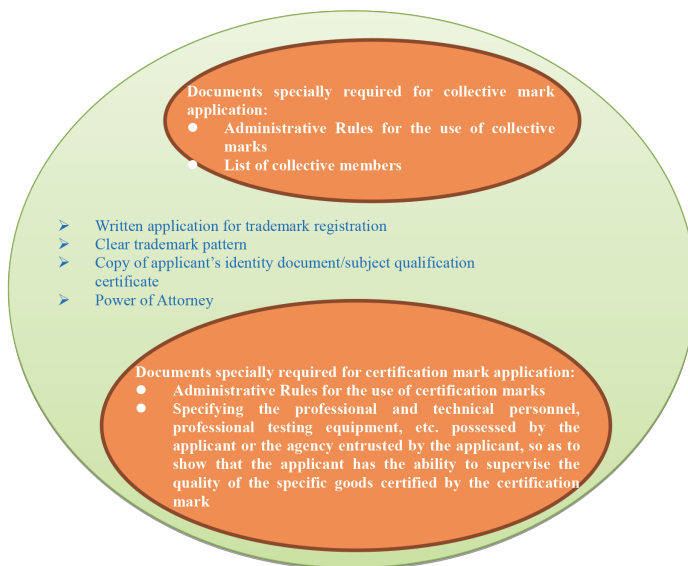 Documents specially required for collective mark
application:
● Administrative Rules for the use of collective
marks
● List of collective members
➢ Written application for trademark registration
➢ Clear trademark pattern
➢ Copy of applicant’s identity document/subject qualification
certificate
➢ Power of Attorney
Documents specially required for certification mark application:
● Administrative Rules for the use of certification marks
● Specifying the professional and technical personnel,
professional testing equipment, etc. possessed by the
applicant or the agency entrusted by the applicant, so as to
show that the applicant has the ability to supervise the
quality of the specific goods certified by the certification
mark